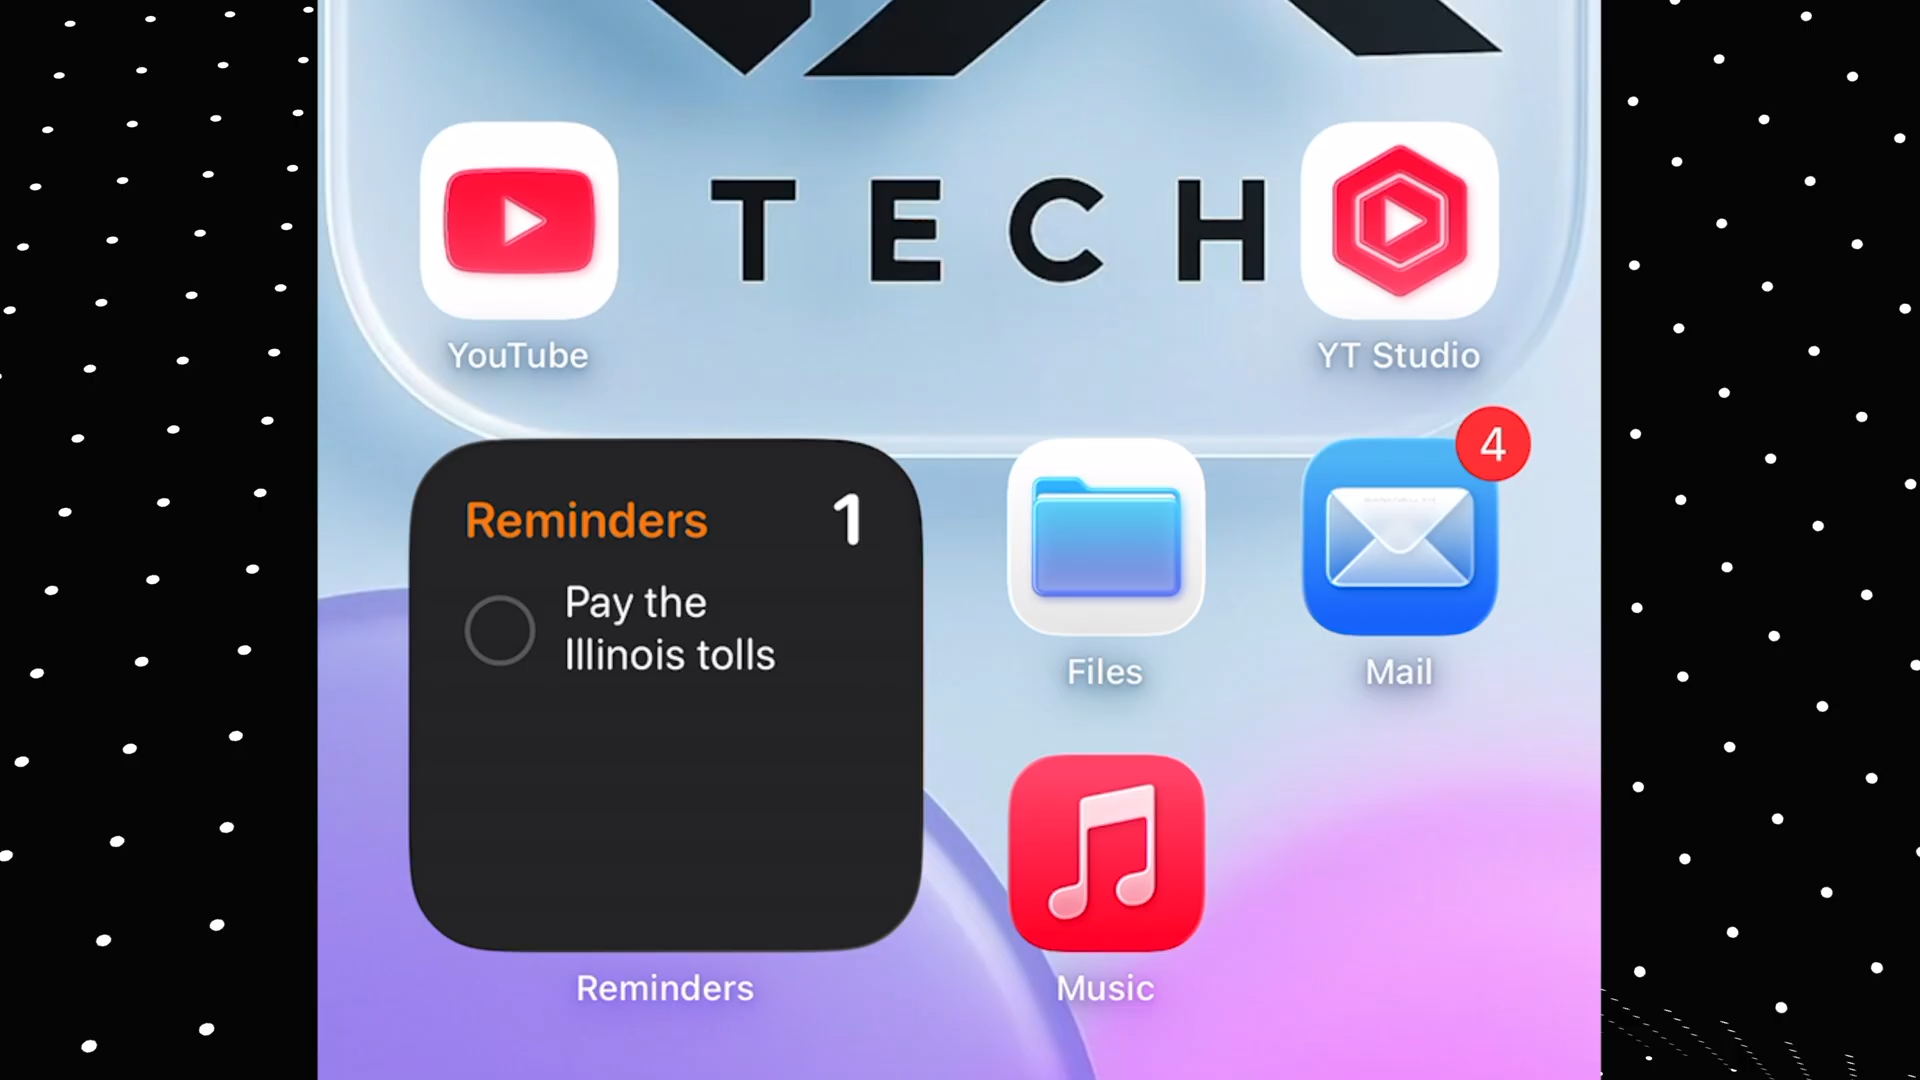 TECH
YouTube
YT Studio
Reminders 1
4
Pay the
Illinois tolls
Files
Mail
Reminders
Music